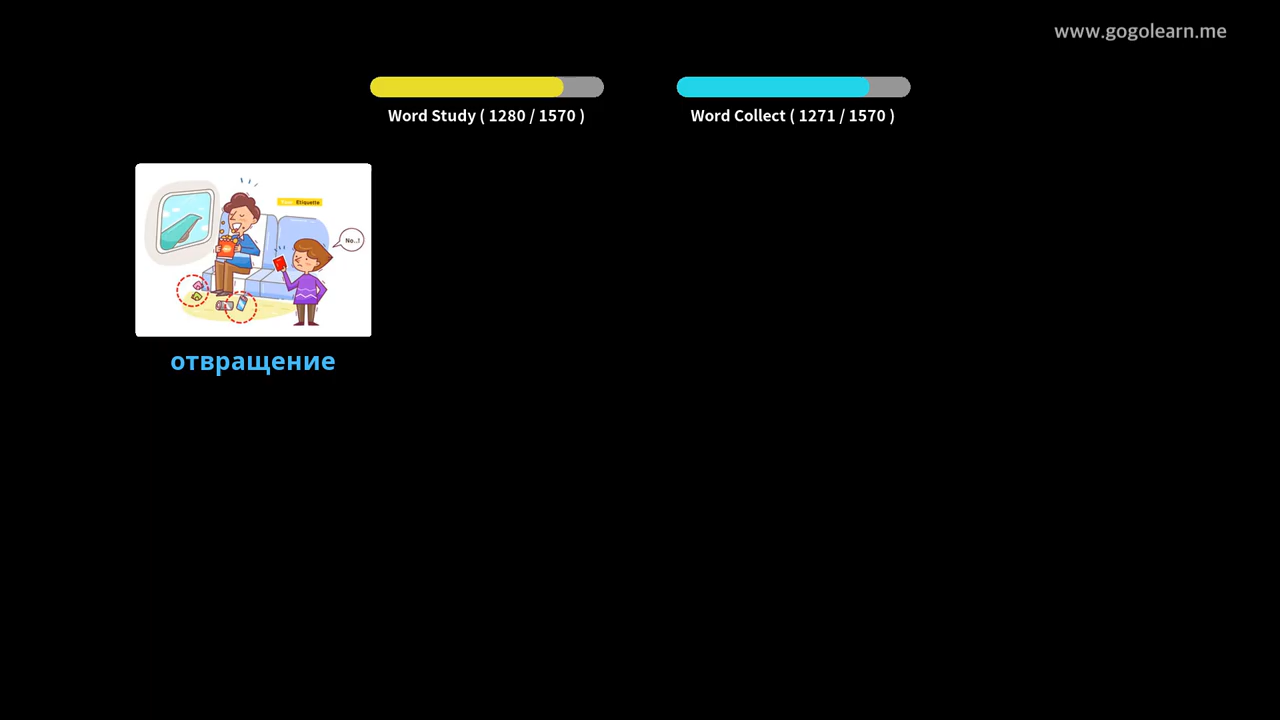 www.gogolearn.me
Word Study ( 1280 / 1570 )
Word Collect ( 1271 / 1570 )
Etiquette
No..!
отвращение